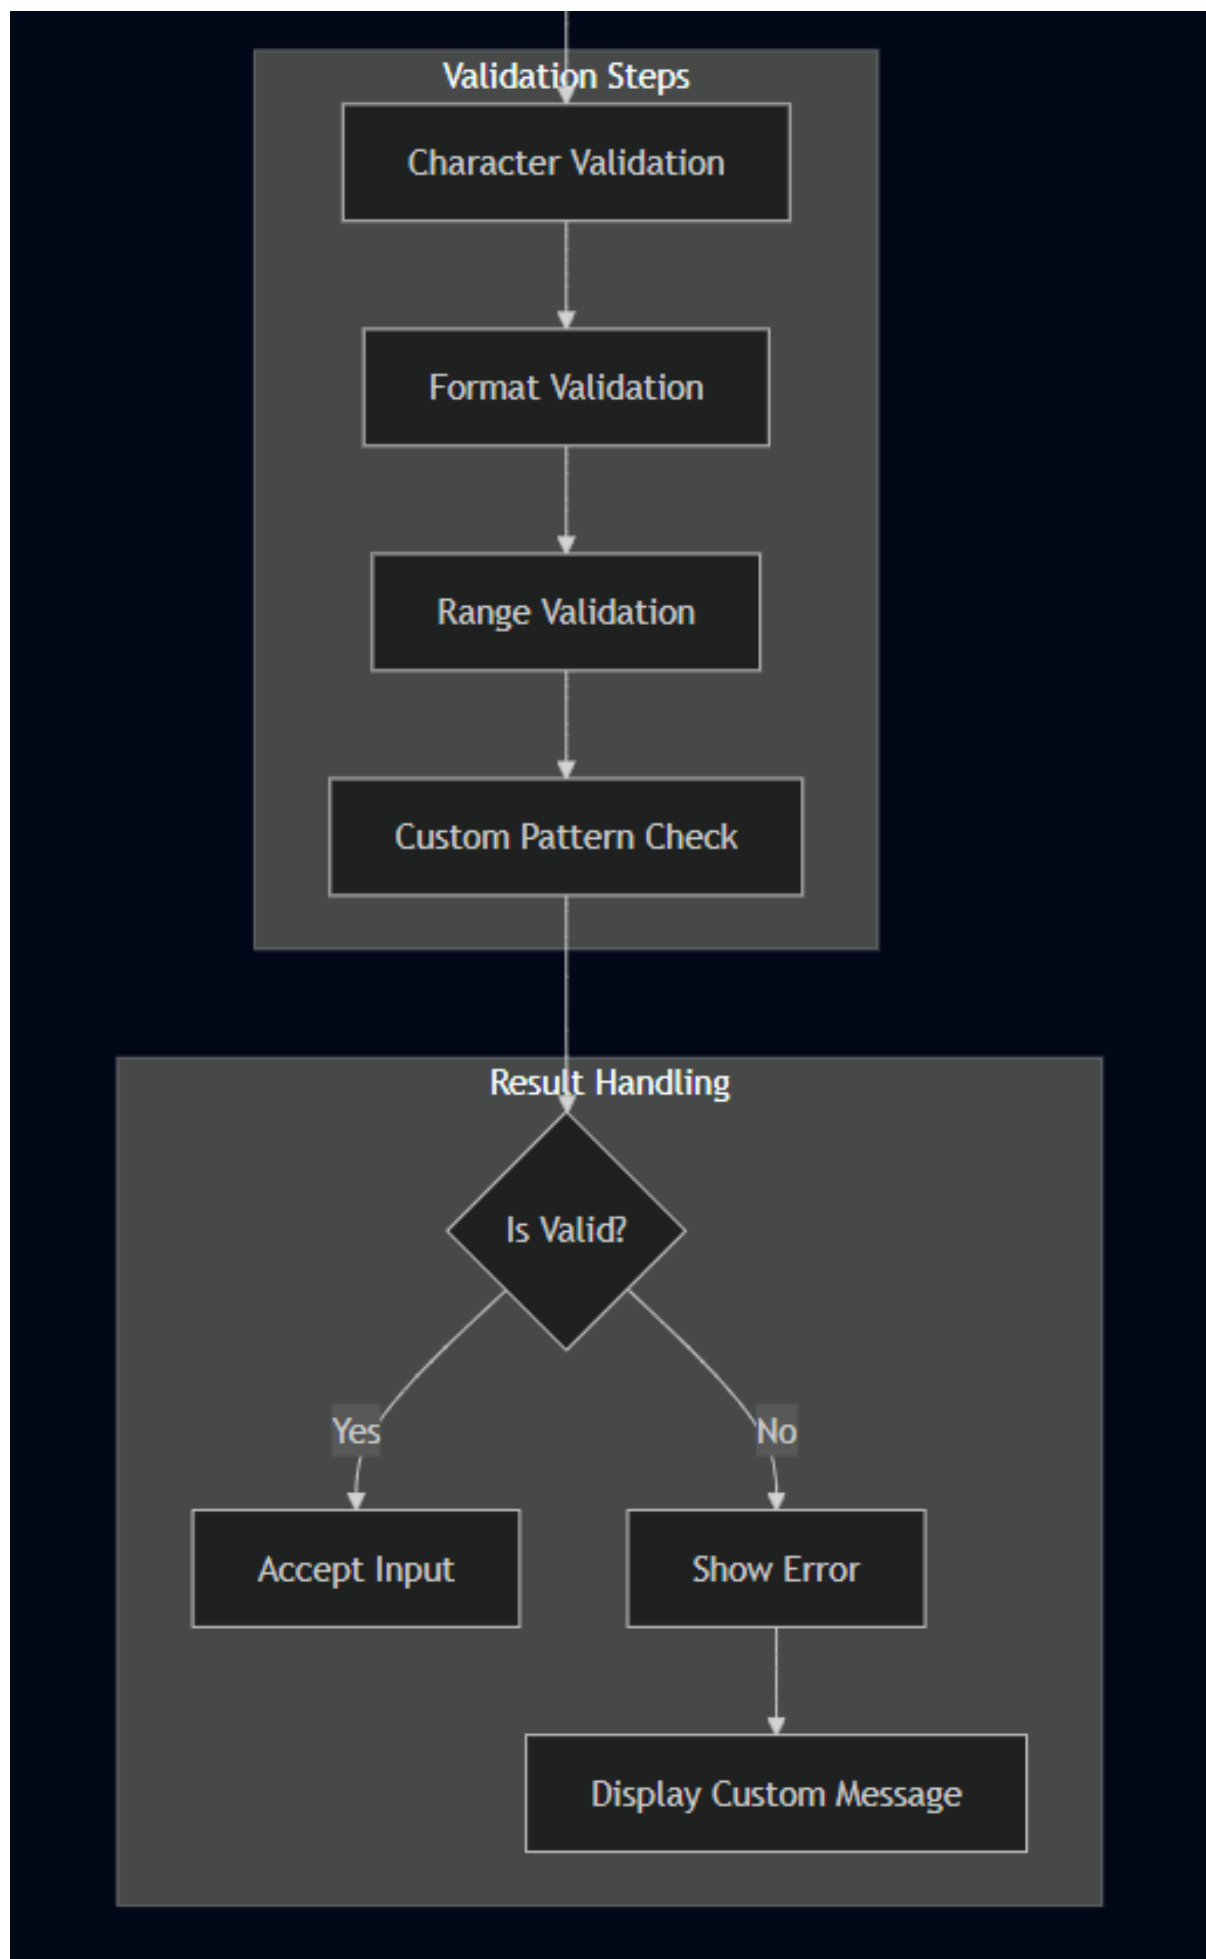 Validation Steps
Character Validation
Format Validation
Range Validation
Custom Pattern Check
Result Handling
Is Valid?
Yes
No
Accept Input
Show Error
Display Custom Message